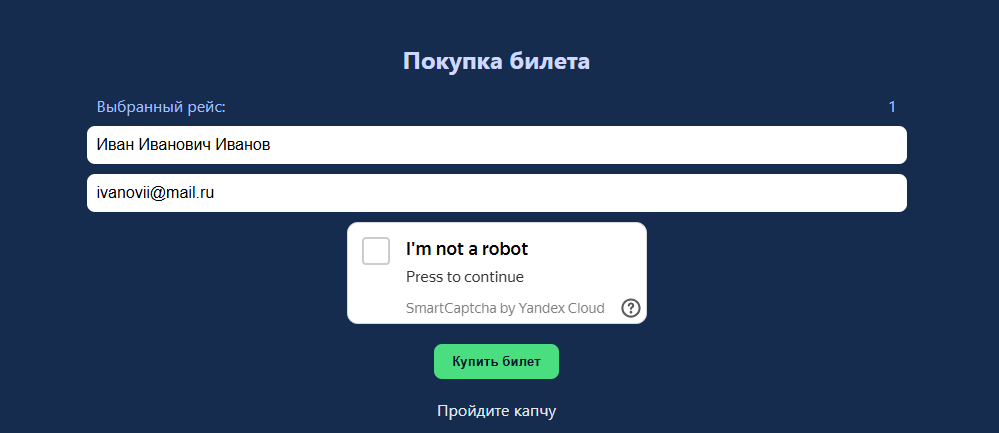 Покупка билета
Выбранный рейс: 1
Иван Иванович Иванов
ivanovii@mail.ru
I'm not a robot
Press to continue
SmartCaptcha by Yandex Cloud ?
Купить билет
Пройдите капчу